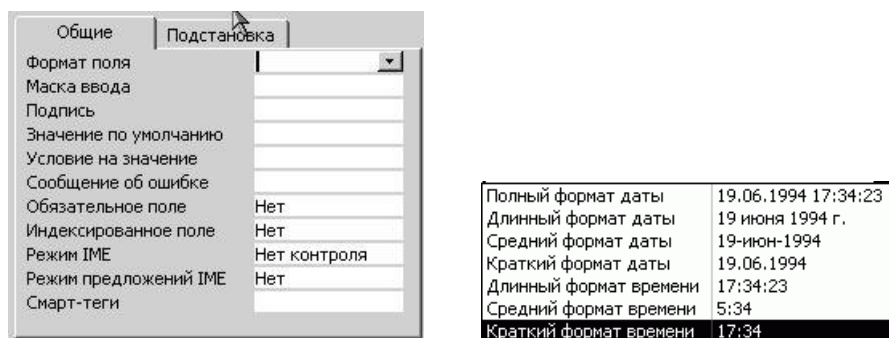 Общие Подстановка
Формат поля
Маска ввода
Подпись
Значение по умолчанию
Условие на значение
Сообщение об ошибке
Обязательное поле Нет
Индексированное поле Нет
Режим IME Нет контроля
Режим предложений IME Нет
Смарт-теги
Полный формат даты 19.06.1994 17:34:23
Длинный формат даты 19 июня 1994 г.
Средний формат даты 19-июн-1994
Краткий формат даты 19.06.1994
Длинный формат времени 17:34:23
Средний формат времени 5:34
Краткий формат времени 17:34